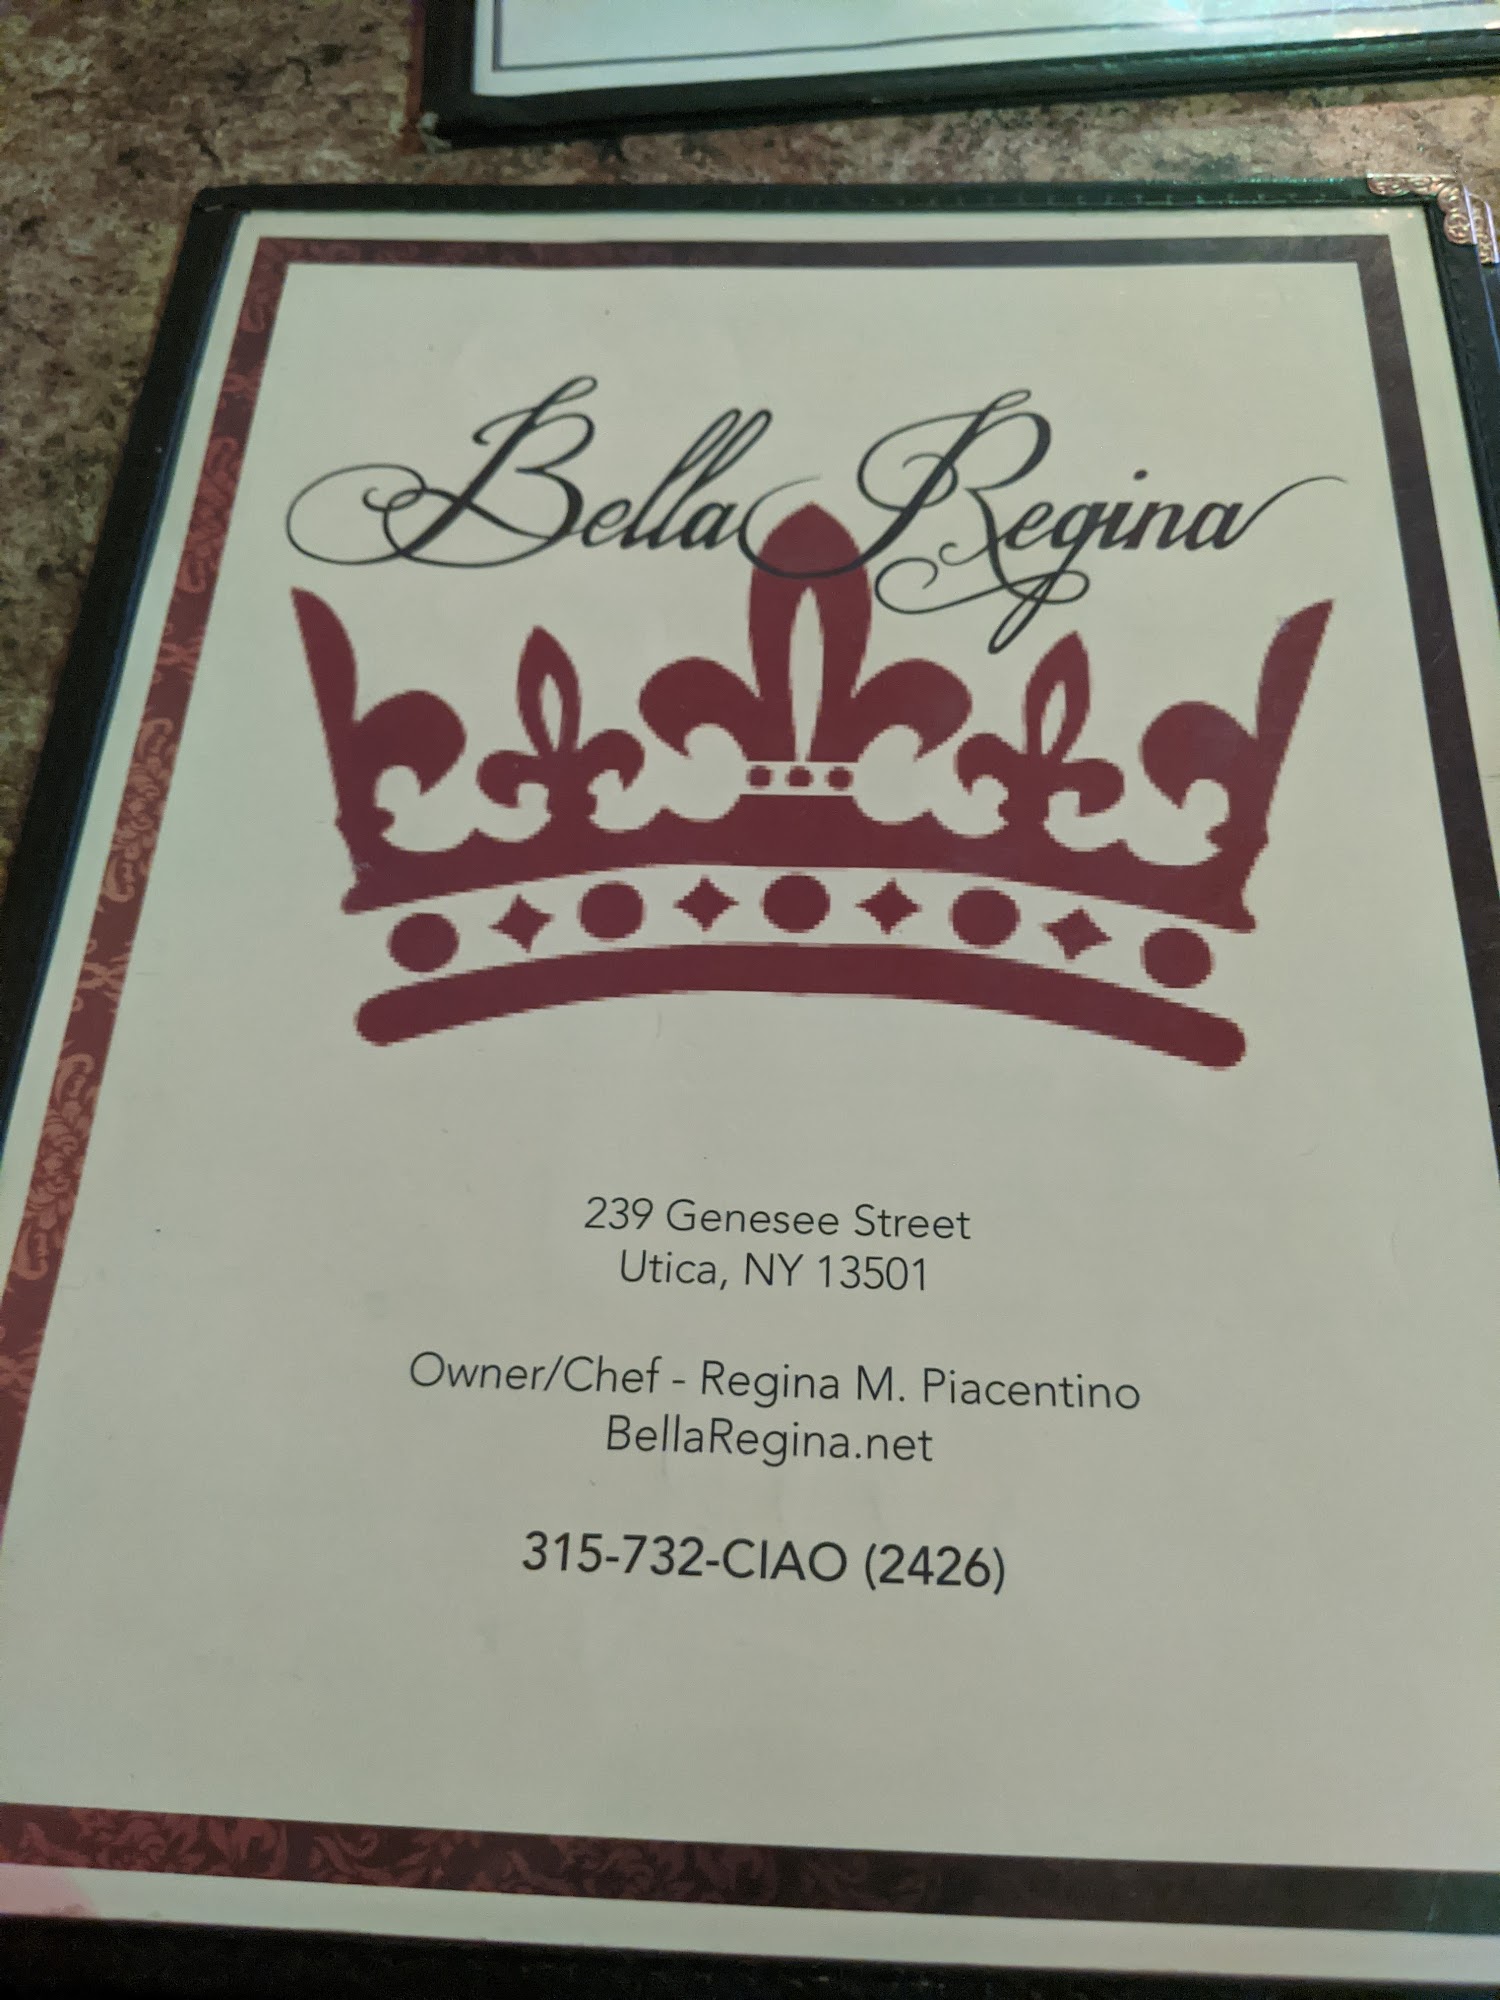 Bella Regina
239 Genesee Street
Utica, NY 13501
Owner/Chef - Regina M. Piacentino
BellaRegina.net
315-732-CIAO (2426)